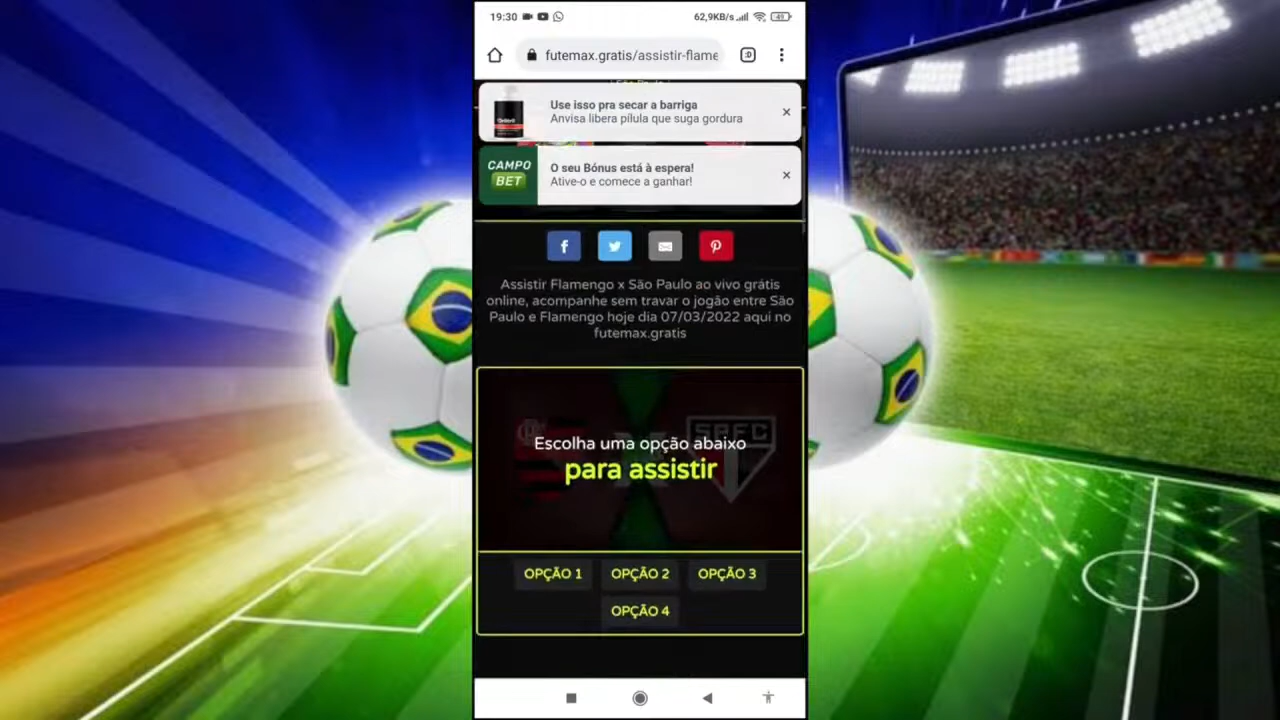 19:30
62,9KB/s
49
futemax.gratis/assistir-flame
:D
Use isso pra secar a barriga
Anvisa libera pílula que suga gordura
CAMPO
BET
O seu Bónus está à espera!
Ative-o e comece a ganhar!
Assistir Flamengo x São Paulo ao vivo grátis
online, acompanhe sem travar o jogão entre São
Paulo e Flamengo hoje dia 07/03/2022 aqui no
futemax.gratis
SPFC
Escolha uma opção abaixo
para assistir
OPÇÃO 1
OPÇÃO 2
OPÇÃO 3
OPÇÃO 4